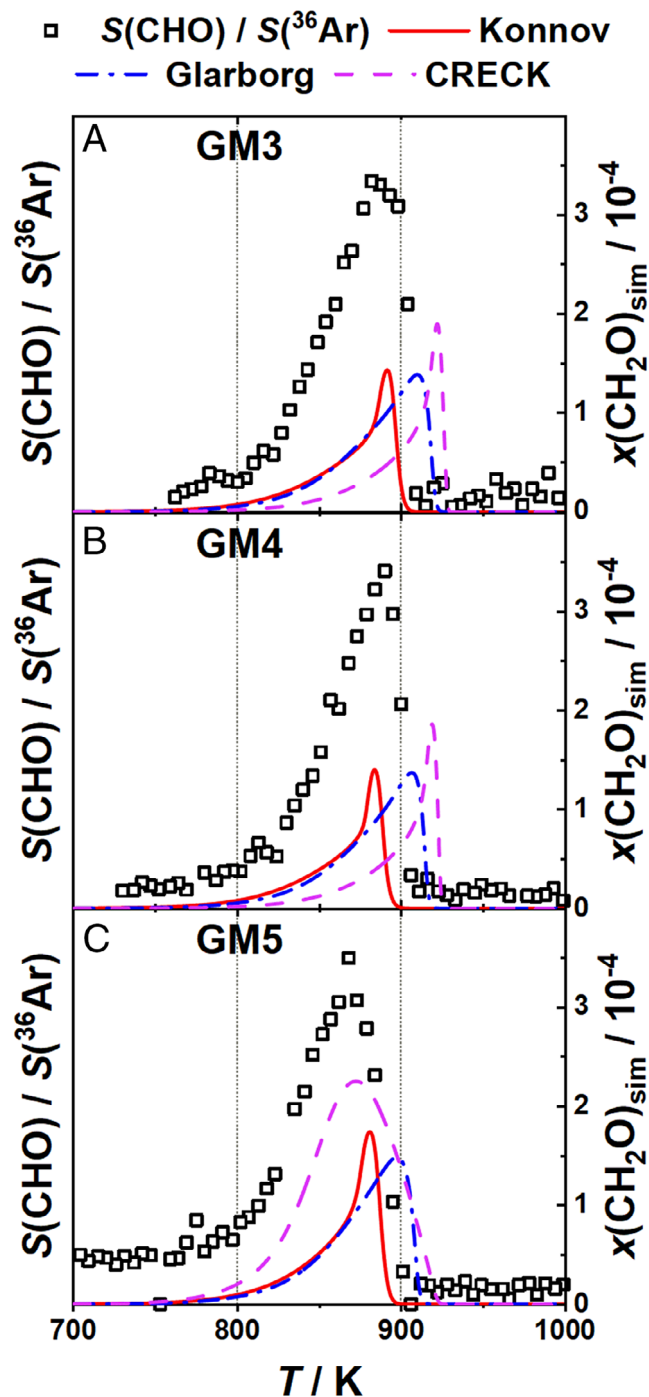 S(CHO) / S(³⁶Ar) Konnov
Glarborg CRECK
A
GM3
S(CHO) / S(³⁶Ar)
x(CH₂O)sim / 10⁻⁴
3
2
1
0
B
GM4
S(CHO) / S(³⁶Ar)
x(CH₂O)sim / 10⁻⁴
3
2
1
0
C
GM5
S(CHO) / S(³⁶Ar)
x(CH₂O)sim / 10⁻⁴
3
2
1
0
700 800 900 1000
T / K